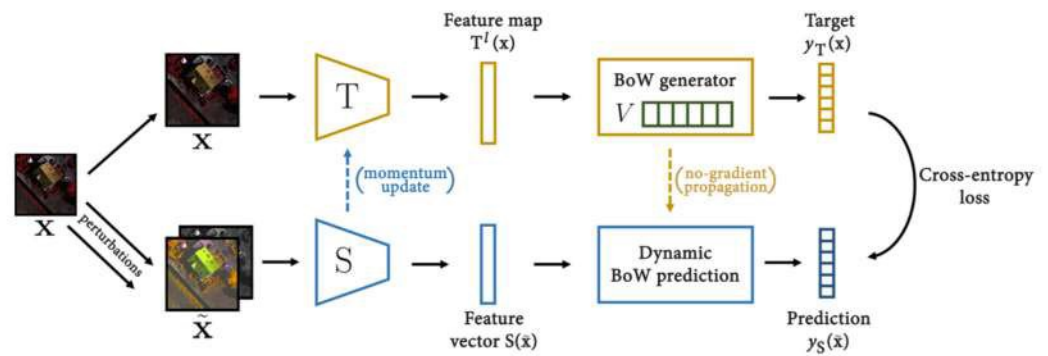 Feature map
T^l(x)
Target
y_T(x)
T
BoW generator
V
x
(momentum
update)
(no-gradient
propagation)
Cross-entropy
loss
x
perturbations
S
Dynamic
BoW prediction
x̃
Feature
vector S(x̃)
Prediction
y_S(x̃)